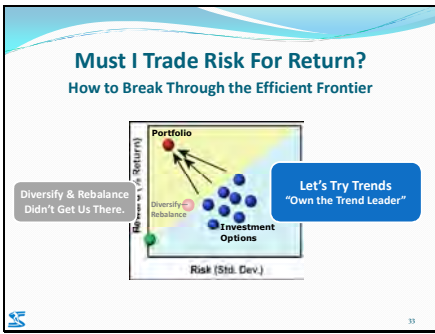 Must I Trade Risk For Return?
How to Break Through the Efficient Frontier
Portfolio
Diversify & Rebalance
Didn't Get Us There.
Diversify—
Rebalance
Let's Try Trends
"Own the Trend Leader"
Investment
Options
Return)
Risk (Std. Dev.)
33